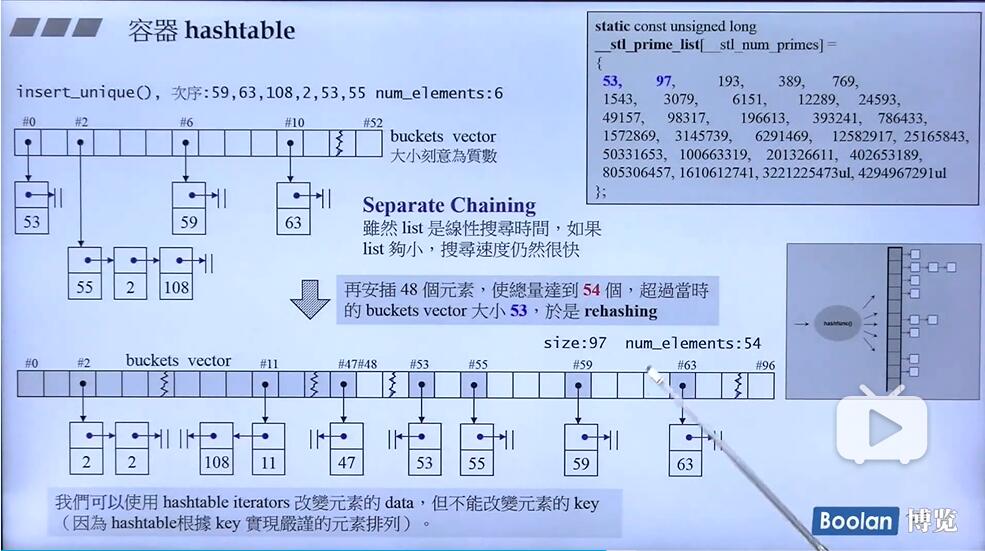 容器 hashtable
static const unsigned long
__stl_prime_list[__stl_num_primes] =
{
53, 97, 193, 389, 769,
1543, 3079, 6151, 12289, 24593,
49157, 98317, 196613, 393241, 786433,
1572869, 3145739, 6291469, 12582917, 25165843,
50331653, 100663319, 201326611, 402653189,
805306457, 1610612741, 3221225473ul, 4294967291ul
};
insert_unique(), 次序:59,63,108,2,53,55 num_elements:6
#0 #2 #6 #10 #52
buckets vector
大小刻意為質數
53 59 63
55 2 108
Separate Chaining
雖然 list 是線性搜尋時間，如果
list 夠小，搜尋速度仍然很快
再安插 48 個元素，使總量達到 54 個，超過當時
的 buckets vector 大小 53，於是 rehashing
hashfunc()
size:97 num_elements:54
#0 #2 buckets vector #11 #47#48 #53 #55 #59 #63 #96
2 2 108 11 47 53 55 59 63
我們可以使用 hashtable iterators 改變元素的 data，但不能改變元素的 key
（因為 hashtable根據 key 實現嚴謹的元素排列）。
Boolan 博览